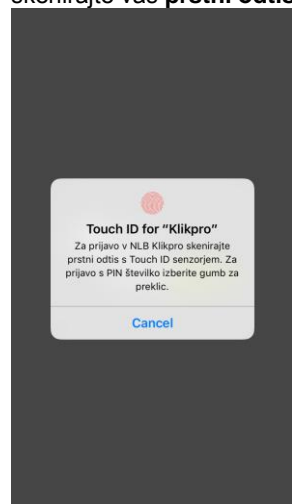 skenirajte vaš prstni odtis
Touch ID for “Klikpro”
Za prijavo v NLB Klikpro skenirajte
prstni odtis s Touch ID senzorjem. Za
prijavo s PIN številko izberite gumb za
preklic.
Cancel